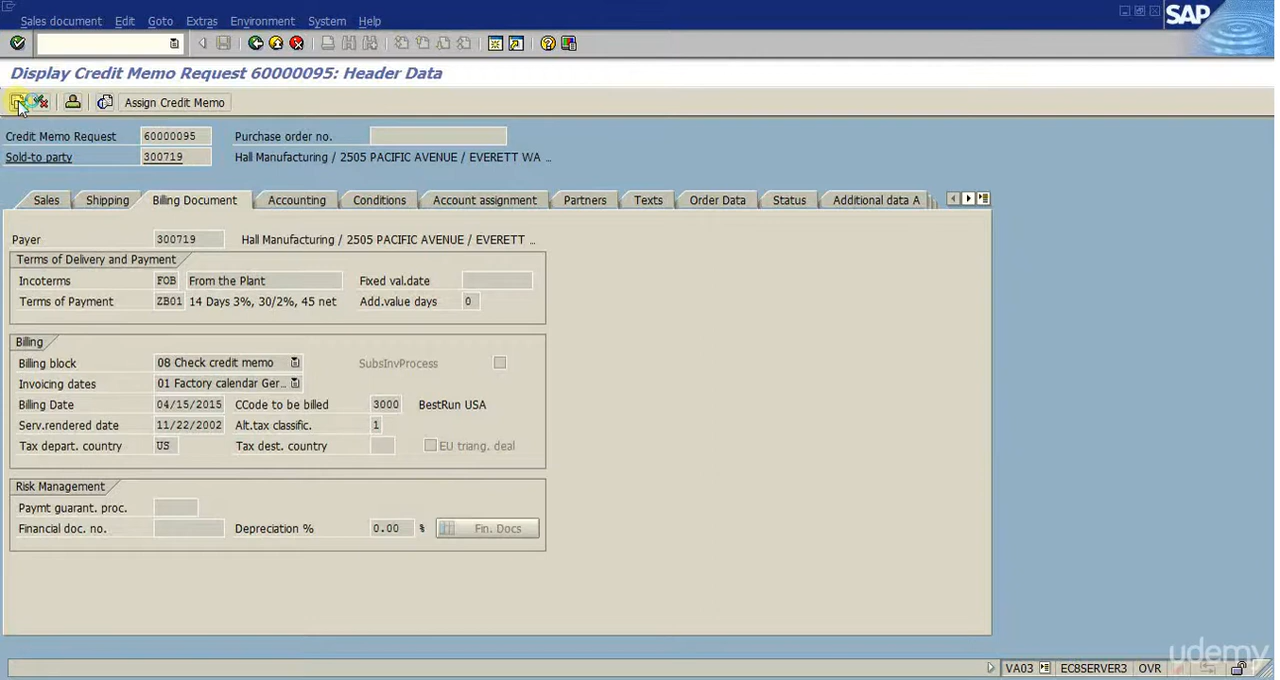 Sales document Edit Goto Extras Environment System Help
SAP
Display Credit Memo Request 60000095: Header Data
Assign Credit Memo
Credit Memo Request 60000095 Purchase order no.
Sold-to party 300719 Hall Manufacturing / 2505 PACIFIC AVENUE / EVERETT WA ...
Sales Shipping Billing Document Accounting Conditions Account assignment Partners Texts Order Data Status Additional data A
Payer 300719 Hall Manufacturing / 2505 PACIFIC AVENUE / EVERETT ...
Terms of Delivery and Payment
Incoterms FOB From the Plant Fixed val.date
Terms of Payment ZB01 14 Days 3%, 30/2%, 45 net Add.value days 0
Billing
Billing block 08 Check credit memo SubsInvProcess
Invoicing dates 01 Factory calendar Ger...
Billing Date 04/15/2015 CCode to be billed 3000 BestRun USA
Serv.rendered date 11/22/2002 Alt.tax classific. 1
Tax depart. country US Tax dest. country EU triang. deal
Risk Management
Paymt guarant. proc.
Financial doc. no. Depreciation % 0.00 % Fin. Docs
udemy
VA03 EC8SERVER3 OVR